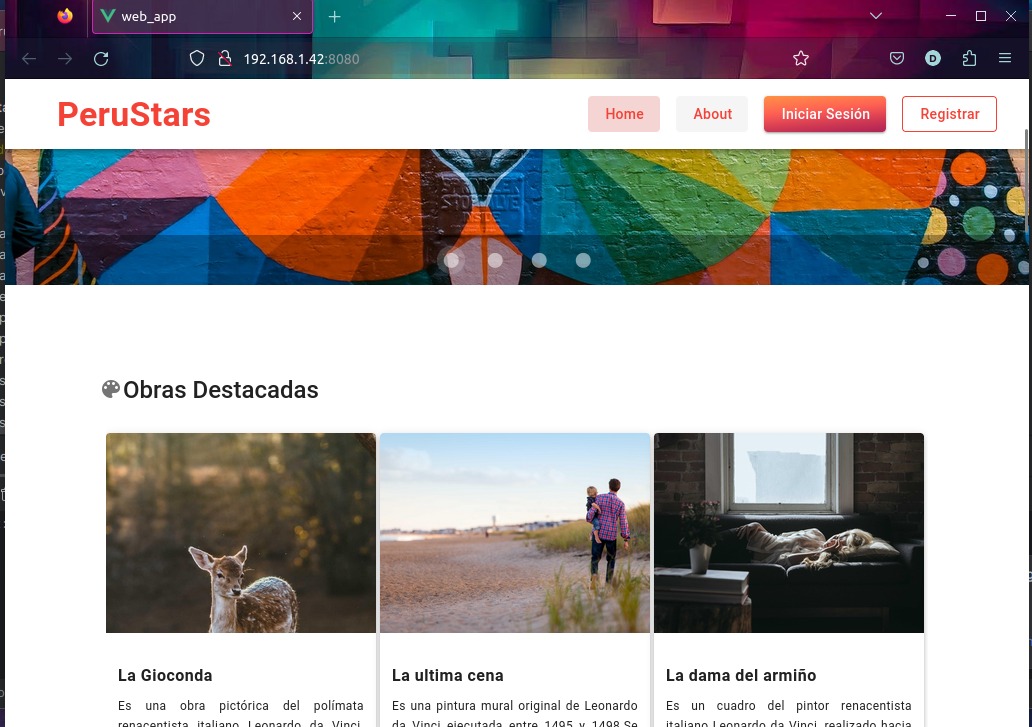 web_app
192.168.1.42:8080
PeruStars
Home
About
Iniciar Sesión
Registrar
Obras Destacadas
La Gioconda
Es una obra pictórica del polímata
renacentista italiano Leonardo da Vinci.
La ultima cena
Es una pintura mural original de Leonardo
da Vinci ejecutada entre 1495 y 1498.Se
La dama del armiño
Es un cuadro del pintor renacentista
italiano Leonardo da Vinci, realizado hacia